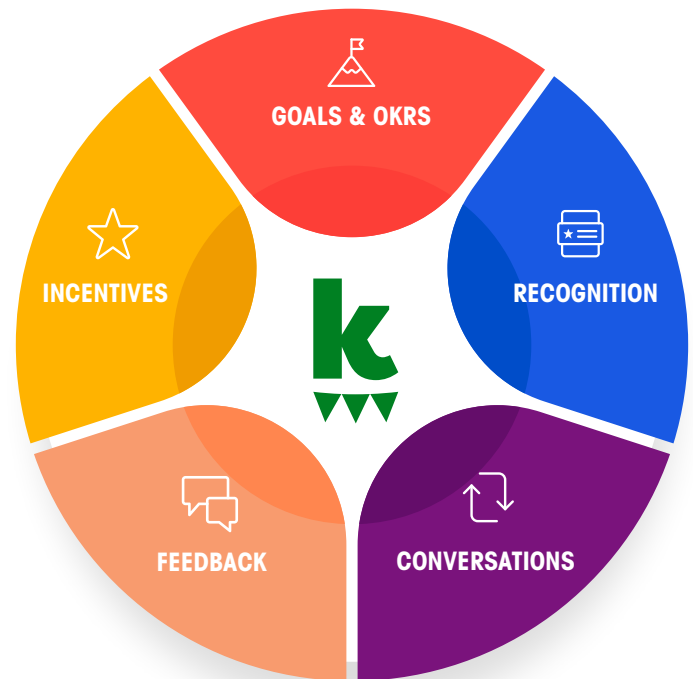 GOALS & OKRS
INCENTIVES
RECOGNITION
k
FEEDBACK
CONVERSATIONS